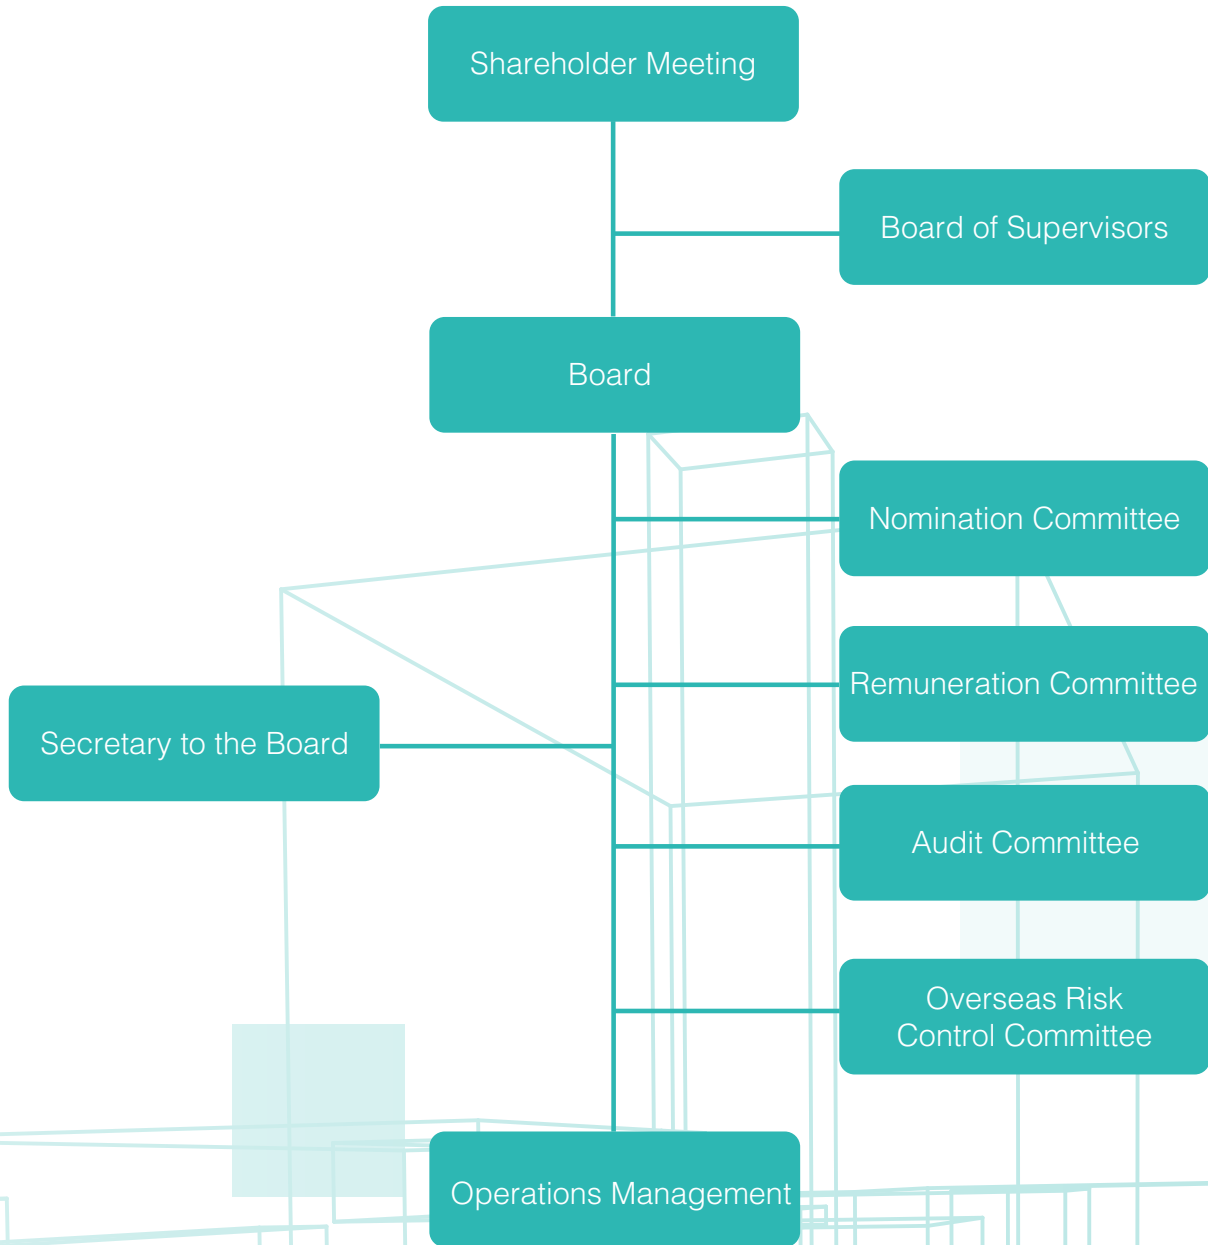 Shareholder Meeting
Board of Supervisors
Board
Nomination Committee
Remuneration Committee
Secretary to the Board
Audit Committee
Overseas Risk
Control Committee
Operations Management